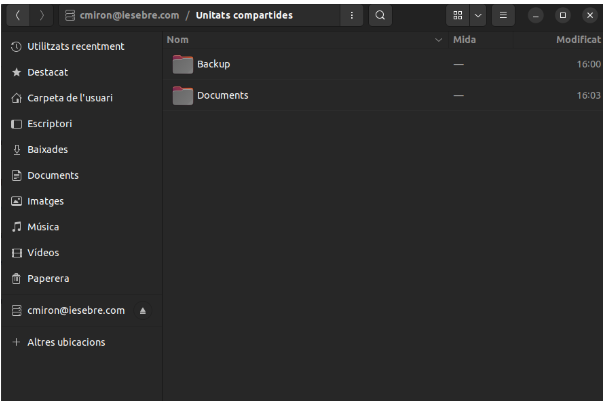 cmiron@iesebre.com / Unitats compartides
Nom Mida Modificat
Utilitzats recentment
Destacat
Carpeta de l'usuari
Escriptori
Baixades
Documents
Imatges
Música
Vídeos
Paperera
cmiron@iesebre.com
+ Altres ubicacions
Backup — 16:00
Documents — 16:03